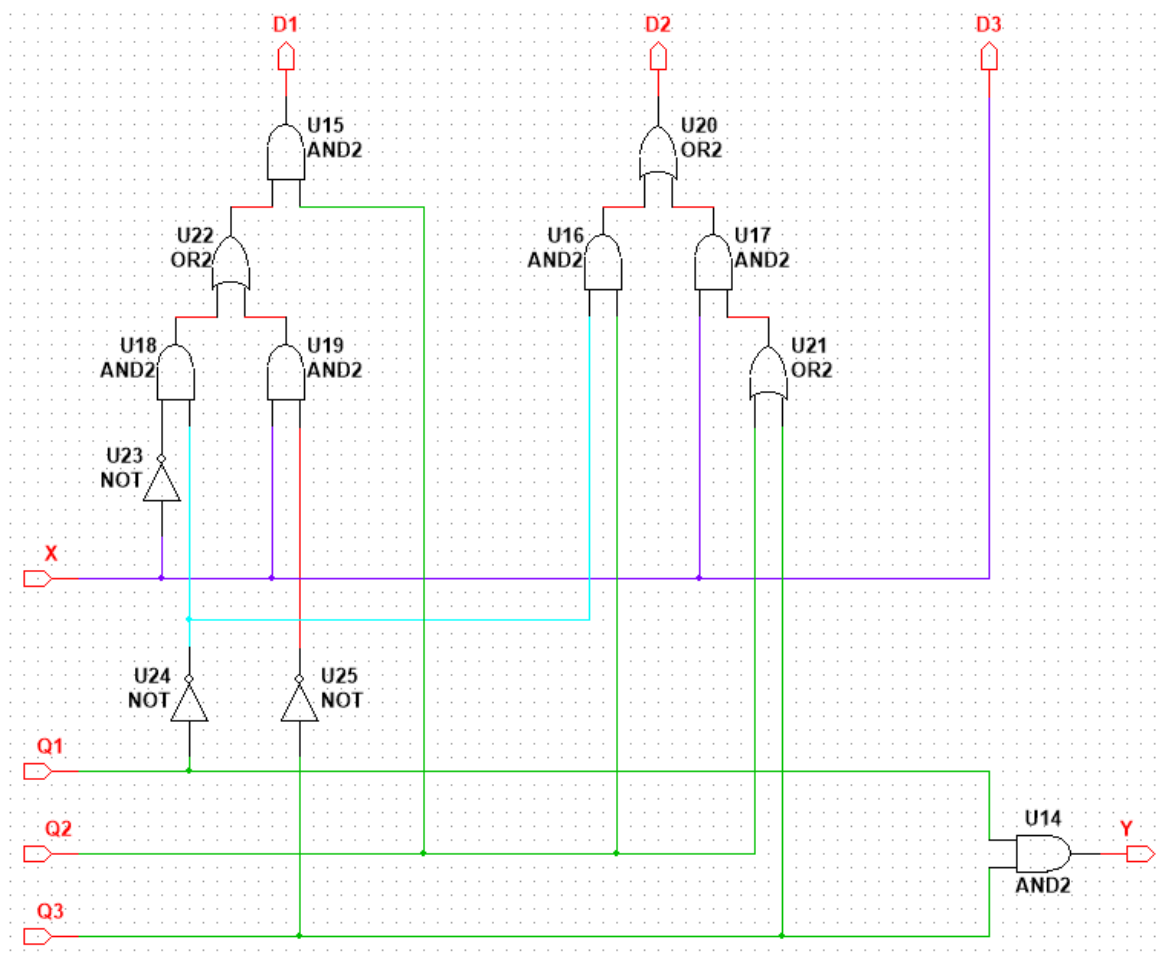 D1
D2
D3
U15
AND2
U20
OR2
U22
OR2
U16
AND2
U17
AND2
U18
AND2
U19
AND2
U21
OR2
U23
NOT
X
U24
NOT
U25
NOT
Q1
Q2
U14
AND2
Y
Q3